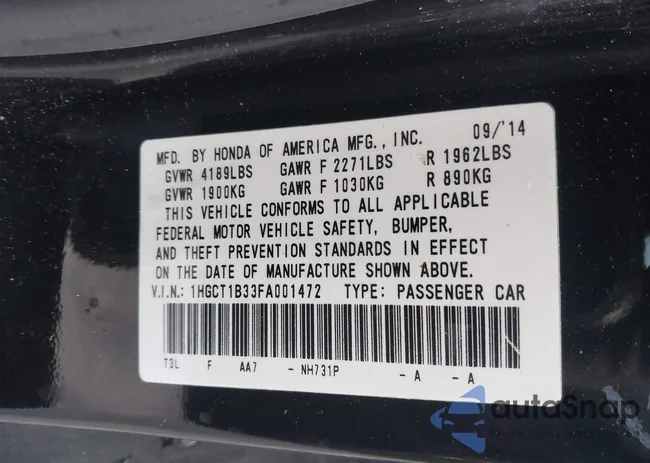 MFD. BY HONDA OF AMERICA MFG., INC. 09/'14
GVWR 4189LBS GAWR F 2271LBS R 1962LBS
GVWR 1900KG GAWR F 1030KG R 890KG
THIS VEHICLE CONFORMS TO ALL APPLICABLE
FEDERAL MOTOR VEHICLE SAFETY, BUMPER,
AND THEFT PREVENTION STANDARDS IN EFFECT
ON THE DATE OF MANUFACTURE SHOWN ABOVE.
V.I.N.: 1HGCT1B33FA001472 TYPE: PASSENGER CAR
T3L F AA7 - NH731P - A - A
autoSnap